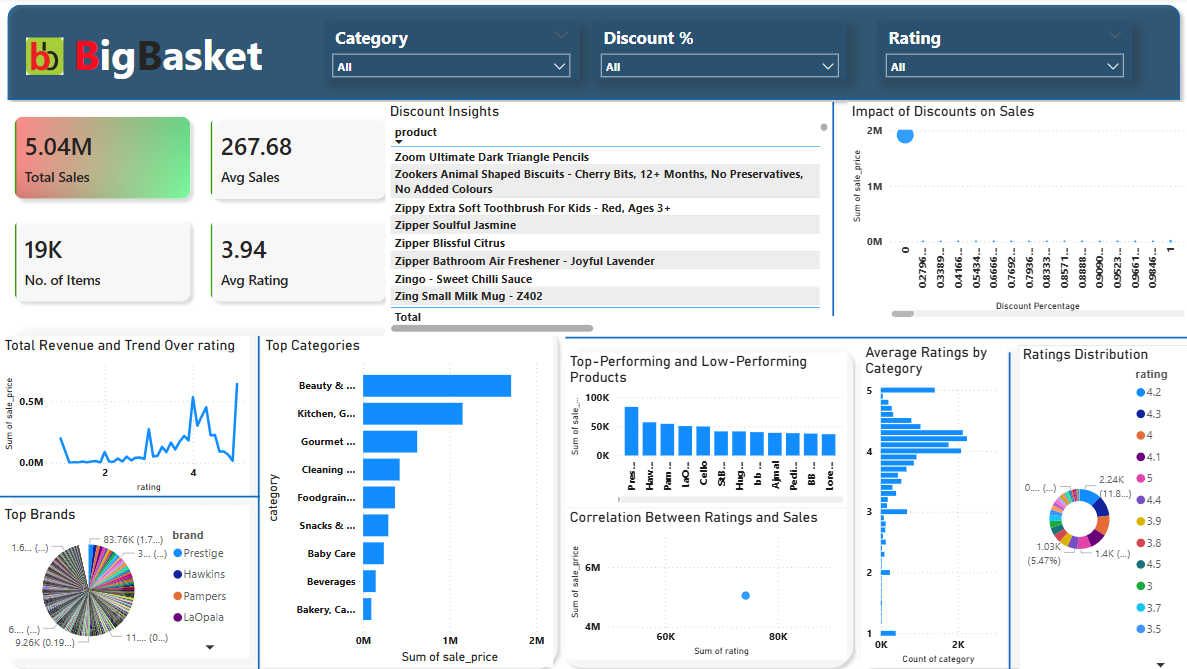 bb BigBasket
Category
All
Discount %
All
Rating
All
5.04M
Total Sales
267.68
Avg Sales
19K
No. of Items
3.94
Avg Rating
Discount Insights
product
Zoom Ultimate Dark Triangle Pencils
Zookers Animal Shaped Biscuits - Cherry Bits, 12+ Months, No Preservatives,
No Added Colours
Zippy Extra Soft Toothbrush For Kids - Red, Ages 3+
Zipper Soulful Jasmine
Zipper Blissful Citrus
Zipper Bathroom Air Freshener - Joyful Lavender
Zingo - Sweet Chilli Sauce
Zing Small Milk Mug - Z402
Total
Impact of Discounts on Sales
Sum of sale_price
2M
1M
0M
0
0.2796...
0.3389...
0.4166...
0.5434...
0.6666...
0.7692...
0.7936...
0.8333...
0.8571...
0.8888...
0.9090...
0.9523...
0.9661...
0.9846...
1
Discount Percentage
Total Revenue and Trend Over rating
Sum of sale_price
0.5M
0.0M
2
4
rating
Top Brands
1.6... (...)
83.76K (1.7...)
3... (...)
6.... (...)
9.26K (0.19...)
11.... (0...)
brand
Prestige
Hawkins
Pampers
LaOpala
Top Categories
category
Beauty & ...
Kitchen, G...
Gourmet ...
Cleaning ...
Foodgrain...
Snacks & ...
Baby Care
Beverages
Bakery, Ca...
0M
1M
2M
Sum of sale_price
Top-Performing and Low-Performing
Products
Sum of sale_...
100K
50K
0K
Pres...
Haw...
Pam...
LaO...
Cello
StB...
Hug...
bb ...
Ajmal
Pedi...
BB ...
Lone...
Correlation Between Ratings and Sales
Sum of sale_price
6M
4M
60K
80K
Sum of rating
Average Ratings by
Category
5
4
3
2
1
0K
2K
Count of category
Ratings Distribution
0.... (...)
2.24K
(11.8...)
1.03K
(5.47%)
1.4K (...)
rating
4.2
4.3
4
4.1
5
4.4
3.9
3.8
4.5
3
3.7
3.5